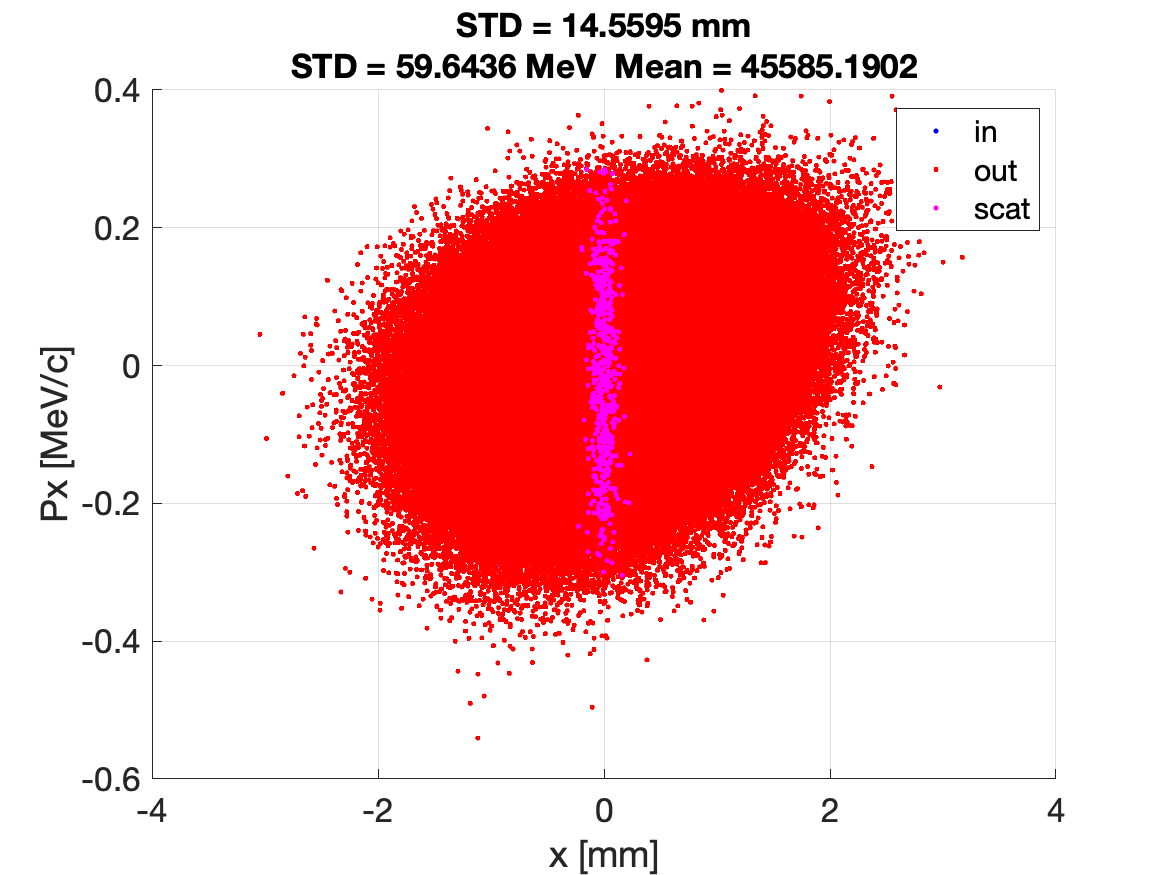 STD = 14.5595 mm
STD = 59.6436 MeV  Mean = 45585.1902
0.4
0.2
0
-0.2
-0.4
-0.6
Px [MeV/c]
in
out
scat
-4
-2
0
2
4
x [mm]